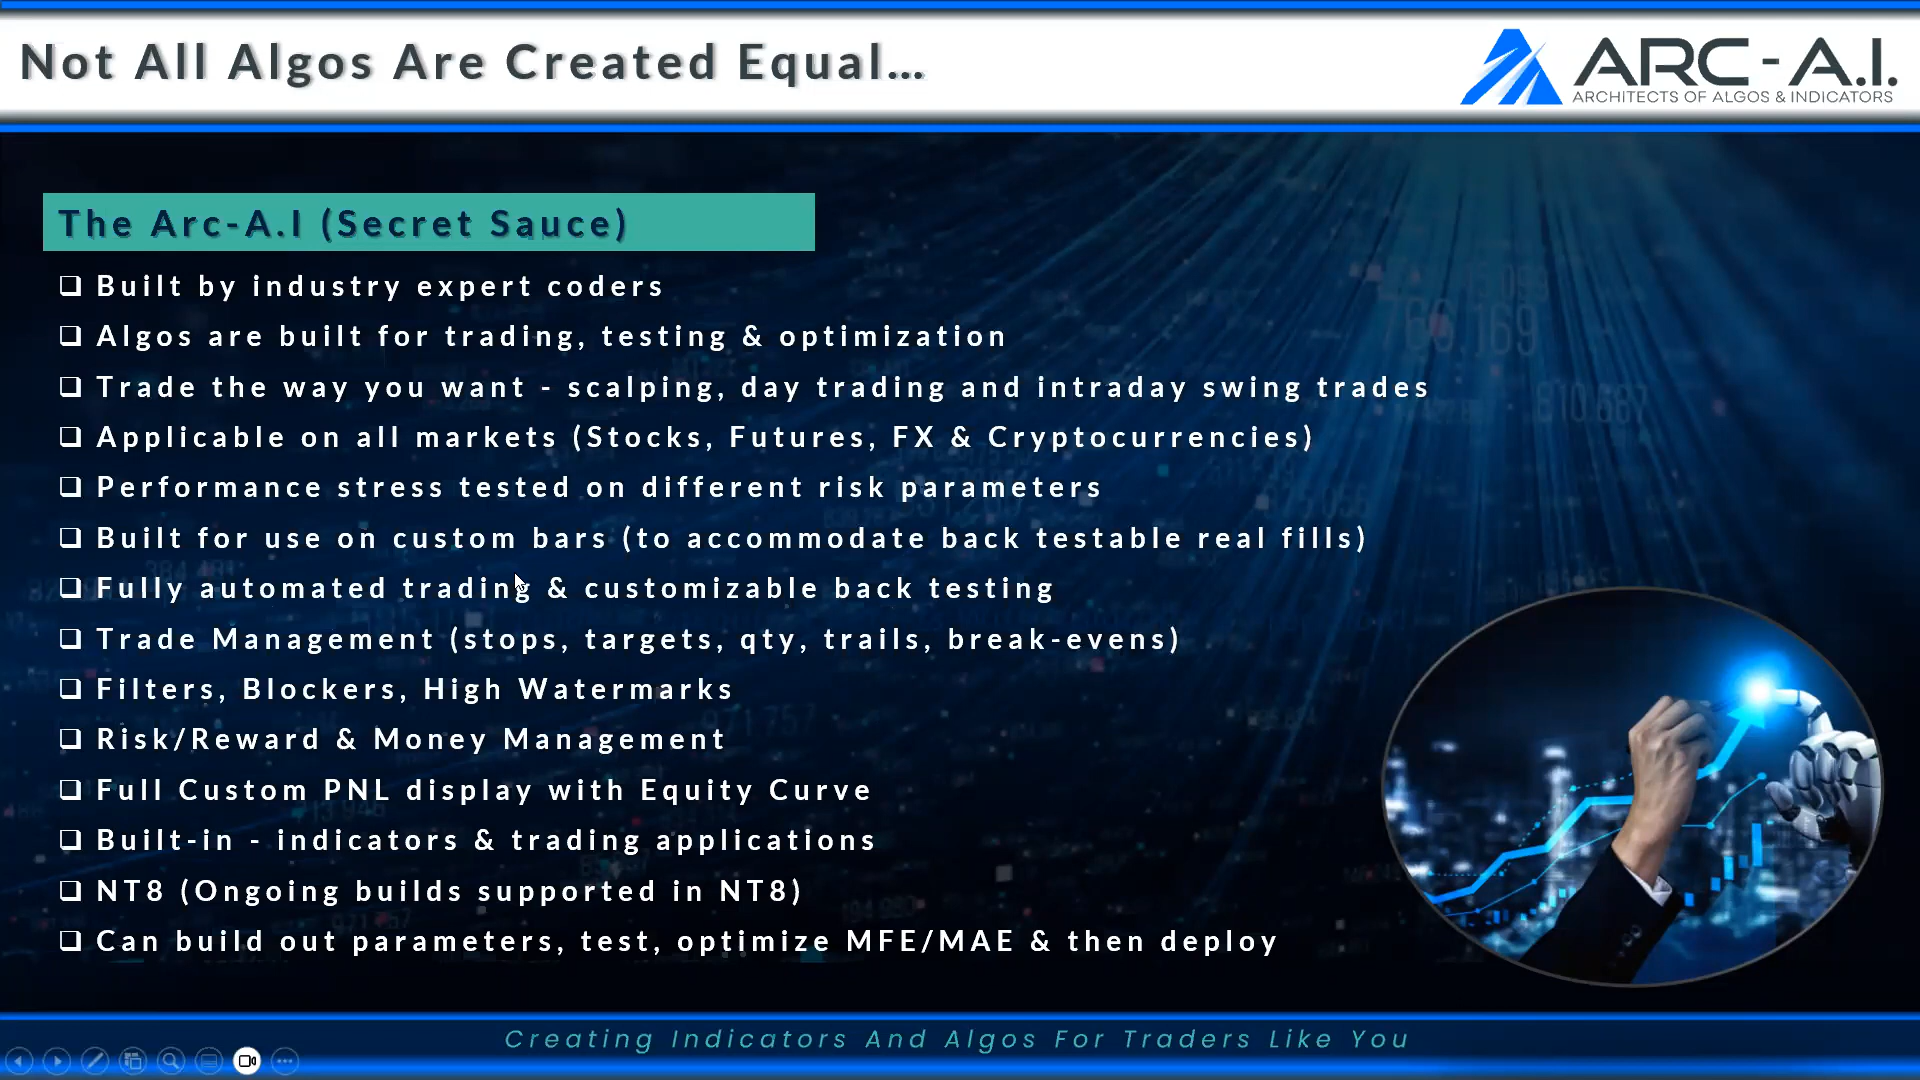 Not All Algos Are Created Equal...
ARC-A.I.
ARCHITECTS OF ALGOS & INDICATORS
The Arc-A.I (Secret Sauce)
Built by industry expert coders
Algos are built for trading, testing & optimization
Trade the way you want - scalping, day trading and intraday swing trades
Applicable on all markets (Stocks, Futures, FX & Cryptocurrencies)
Performance stress tested on different risk parameters
Built for use on custom bars (to accommodate back testable real fills)
Fully automated trading & customizable back testing
Trade Management (stops, targets, qty, trails, break-evens)
Filters, Blockers, High Watermarks
Risk/Reward & Money Management
Full Custom PNL display with Equity Curve
Built-in - indicators & trading applications
NT8 (Ongoing builds supported in NT8)
Can build out parameters, test, optimize MFE/MAE & then deploy
Creating Indicators And Algos For Traders Like You